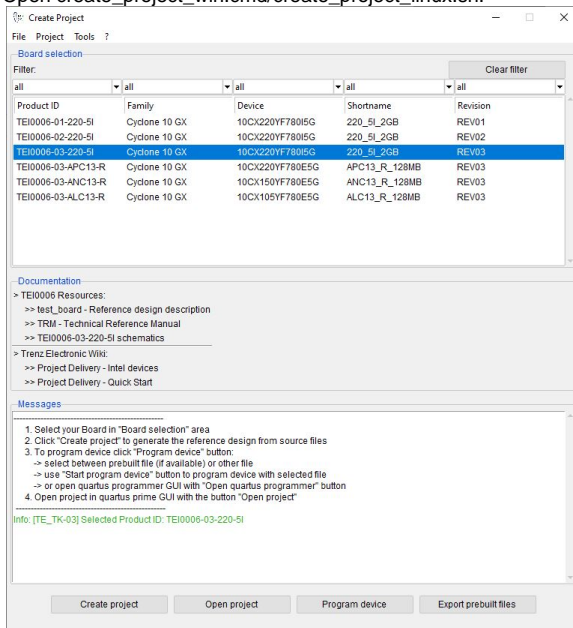 Open create_project_win.cmd/create_project_linux.sh:
Create Project
File Project Tools ?
Board selection
Filter:
Clear filter
all all all all all
Product ID Family Device Shortname Revision
TEI0006-01-220-5I Cyclone 10 GX 10CX220YF780I5G 220_5I_2GB REV01
TEI0006-02-220-5I Cyclone 10 GX 10CX220YF780I5G 220_5I_2GB REV02
TEI0006-03-220-5I Cyclone 10 GX 10CX220YF780I5G 220_5I_2GB REV03
TEI0006-03-APC13-R Cyclone 10 GX 10CX220YF780E5G APC13_R_128MB REV03
TEI0006-03-ANC13-R Cyclone 10 GX 10CX150YF780E5G ANC13_R_128MB REV03
TEI0006-03-ALC13-R Cyclone 10 GX 10CX105YF780E5G ALC13_R_128MB REV03
Documentation
> TEI0006 Resources:
>> test_board - Reference design description
>> TRM - Technical Reference Manual
>> TEI0006-03-220-5I schematics
> Trenz Electronic Wiki:
>> Project Delivery - Intel devices
>> Project Delivery - Quick Start
Messages
--------------------------------------------------
1. Select your Board in "Board selection" area
2. Click "Create project" to generate the reference design from source files
3. To program device click "Program device" button:
-> select between prebuilt file (if available) or other file
-> use "Start program device" button to program device with selected file
-> or open quartus programmer GUI with "Open quartus programmer" button
4. Open project in quartus prime GUI with the button "Open project"
--------------------------------------------------
Info: [TE_TK-03] Selected Product ID: TEI0006-03-220-5I
Create project Open project Program device Export prebuilt files